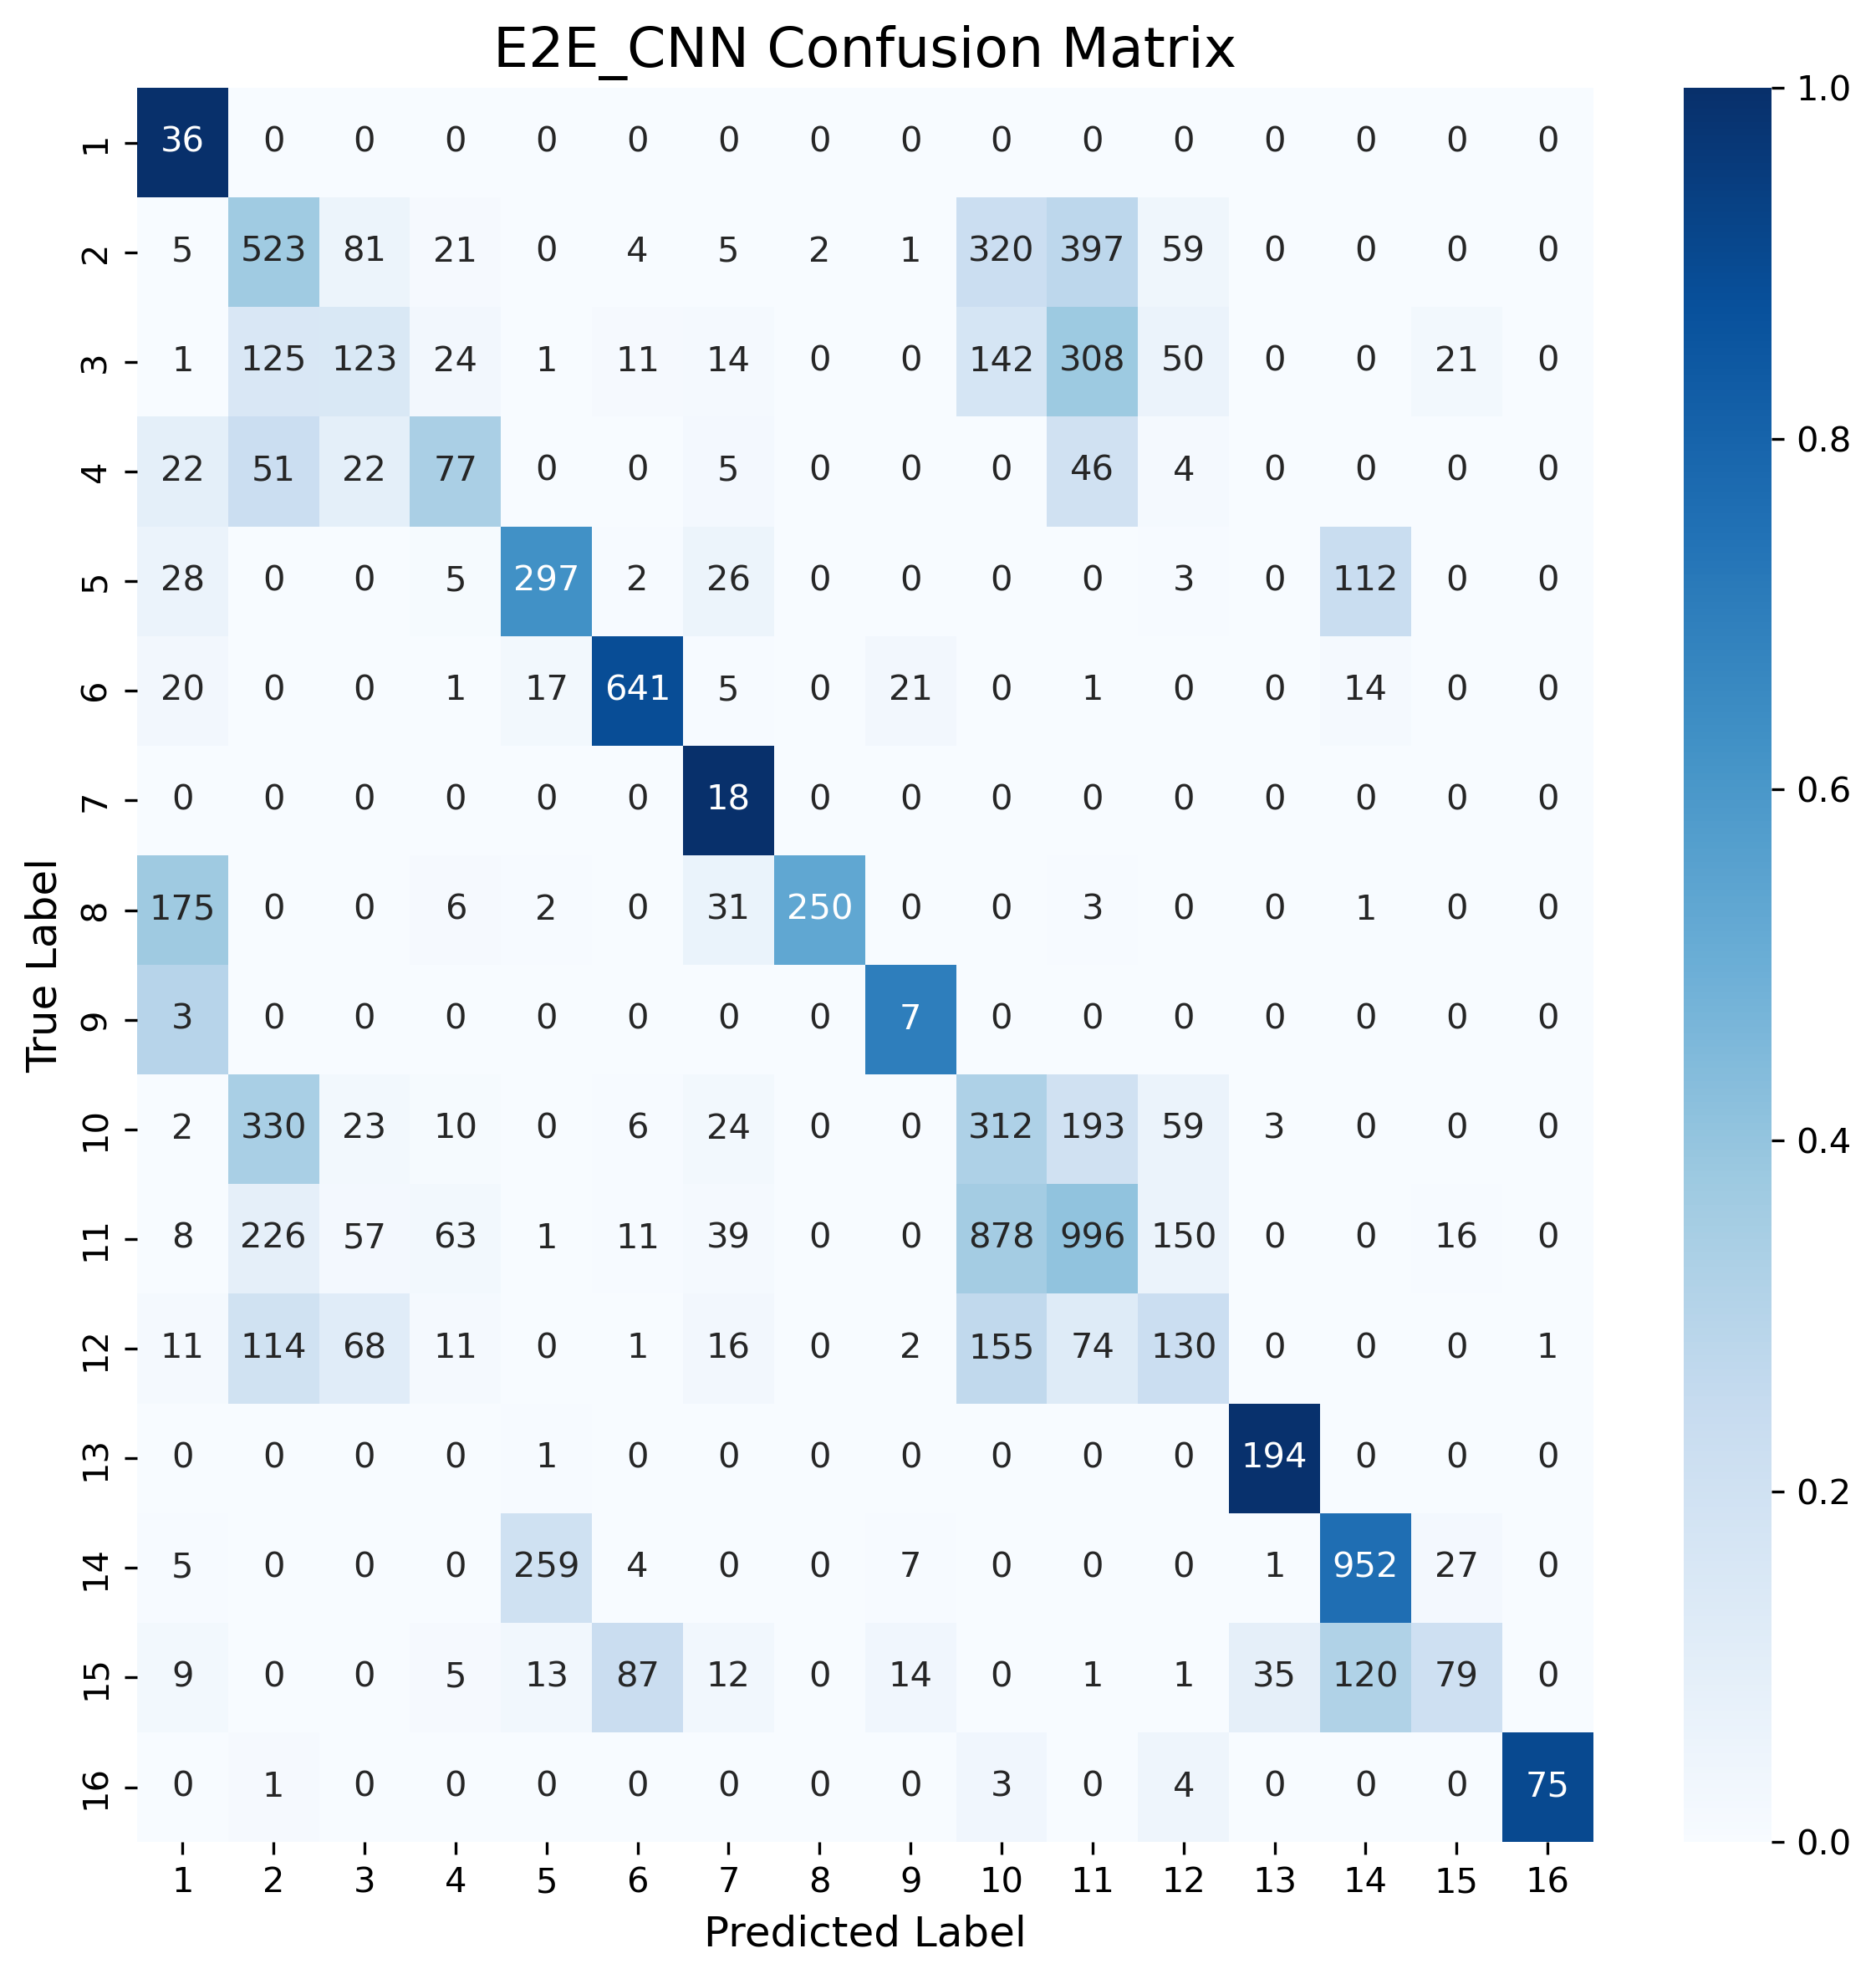 E2E_CNN Confusion Matrix
1 36 0 0 0 0 0 0 0 0 0 0 0 0 0 0 0
2 5 523 81 21 0 4 5 2 1 320 397 59 0 0 0 0
3 1 125 123 24 1 11 14 0 0 142 308 50 0 0 21 0
4 22 51 22 77 0 0 5 0 0 0 46 4 0 0 0 0
5 28 0 0 5 297 2 26 0 0 0 0 3 0 112 0 0
6 20 0 0 1 17 641 5 0 21 0 1 0 0 14 0 0
7 0 0 0 0 0 0 18 0 0 0 0 0 0 0 0 0
8 175 0 0 6 2 0 31 250 0 0 3 0 0 1 0 0
9 3 0 0 0 0 0 0 0 7 0 0 0 0 0 0 0
10 2 330 23 10 0 6 24 0 0 312 193 59 3 0 0 0
11 8 226 57 63 1 11 39 0 0 878 996 150 0 0 16 0
12 11 114 68 11 0 1 16 0 2 155 74 130 0 0 0 1
13 0 0 0 0 1 0 0 0 0 0 0 0 194 0 0 0
14 5 0 0 0 259 4 0 0 7 0 0 0 1 952 27 0
15 9 0 0 5 13 87 12 0 14 0 1 1 35 120 79 0
16 0 1 0 0 0 0 0 0 0 3 0 4 0 0 0 75
1 2 3 4 5 6 7 8 9 10 11 12 13 14 15 16
Predicted Label
True Label
1.0
0.8
0.6
0.4
0.2
0.0